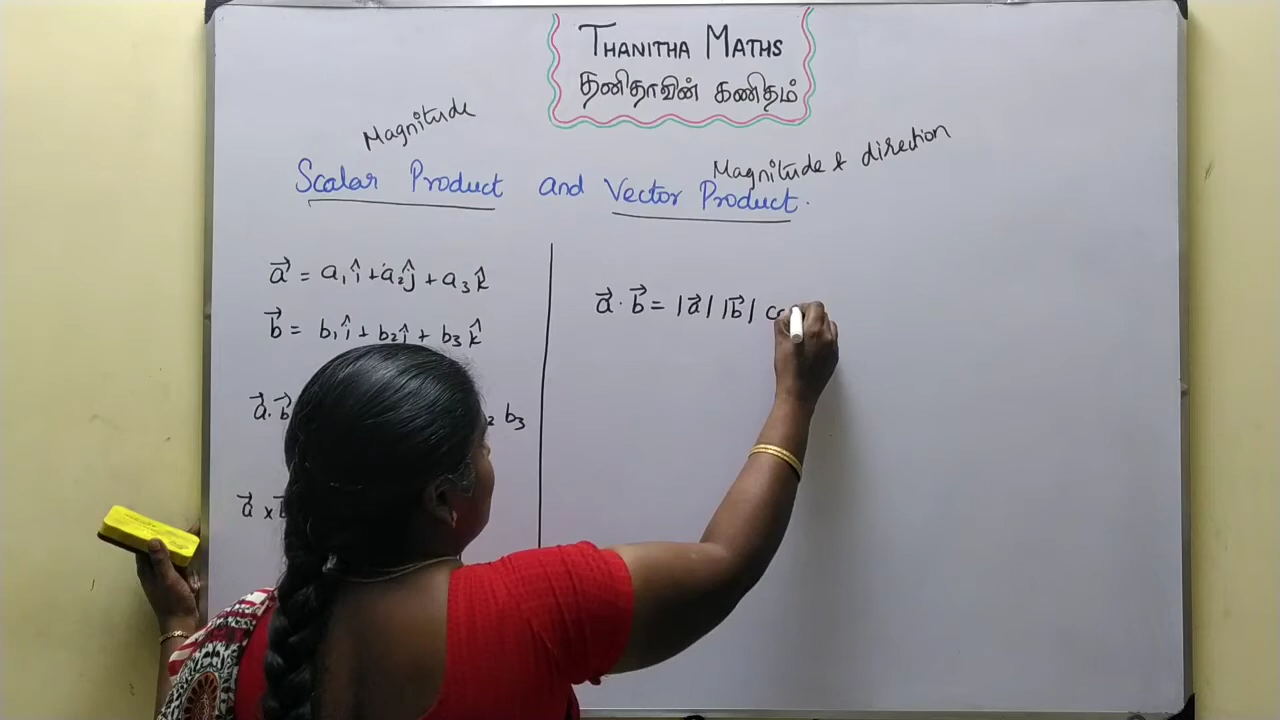 THANITHA MATHS
தனிதாவின் கணிதம்
Magnitude
Magnitude & direction
Scalar Product and Vector Product.
a⃗ = a₁î + a₂ĵ + a₃k̂
b⃗ = b₁î + b₂ĵ + b₃k̂
a⃗ · b⃗ ₂ b₃
a⃗ ×
a⃗ · b⃗ = |a⃗| |b⃗|